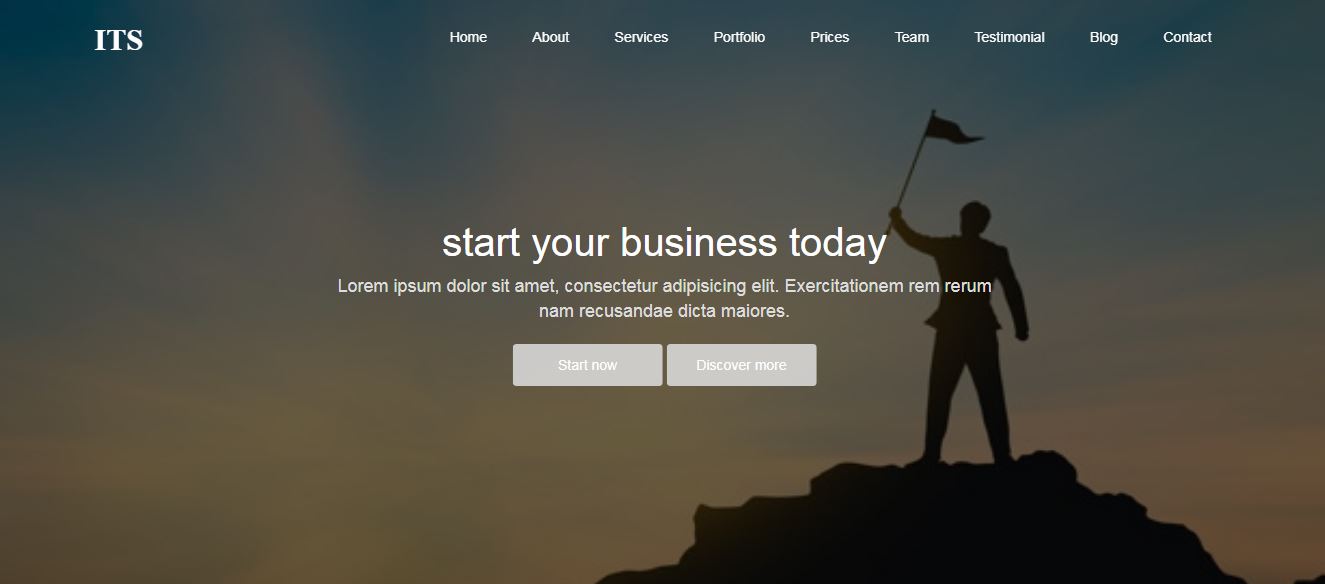 ITS
Home About Services Portfolio Prices Team Testimonial Blog Contact
start your business today
Lorem ipsum dolor sit amet, consectetur adipisicing elit. Exercitationem rem rerum
nam recusandae dicta maiores.
Start now Discover more